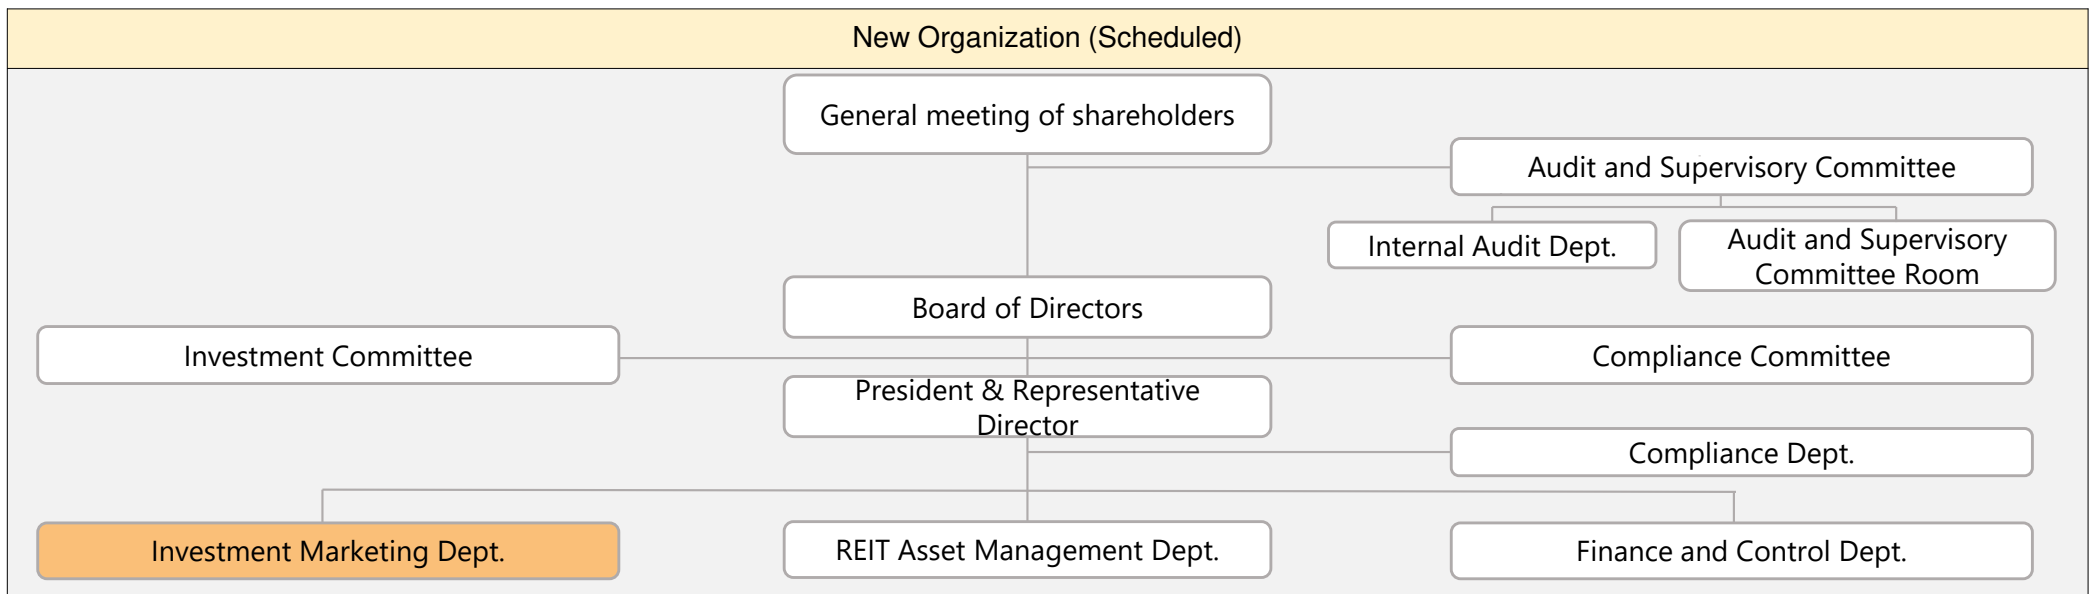 New Organization (Scheduled)
General meeting of shareholders
Audit and Supervisory Committee
Internal Audit Dept.
Audit and Supervisory
Committee Room
Board of Directors
Investment Committee
Compliance Committee
President & Representative
Director
Compliance Dept.
Investment Marketing Dept.
REIT Asset Management Dept.
Finance and Control Dept.